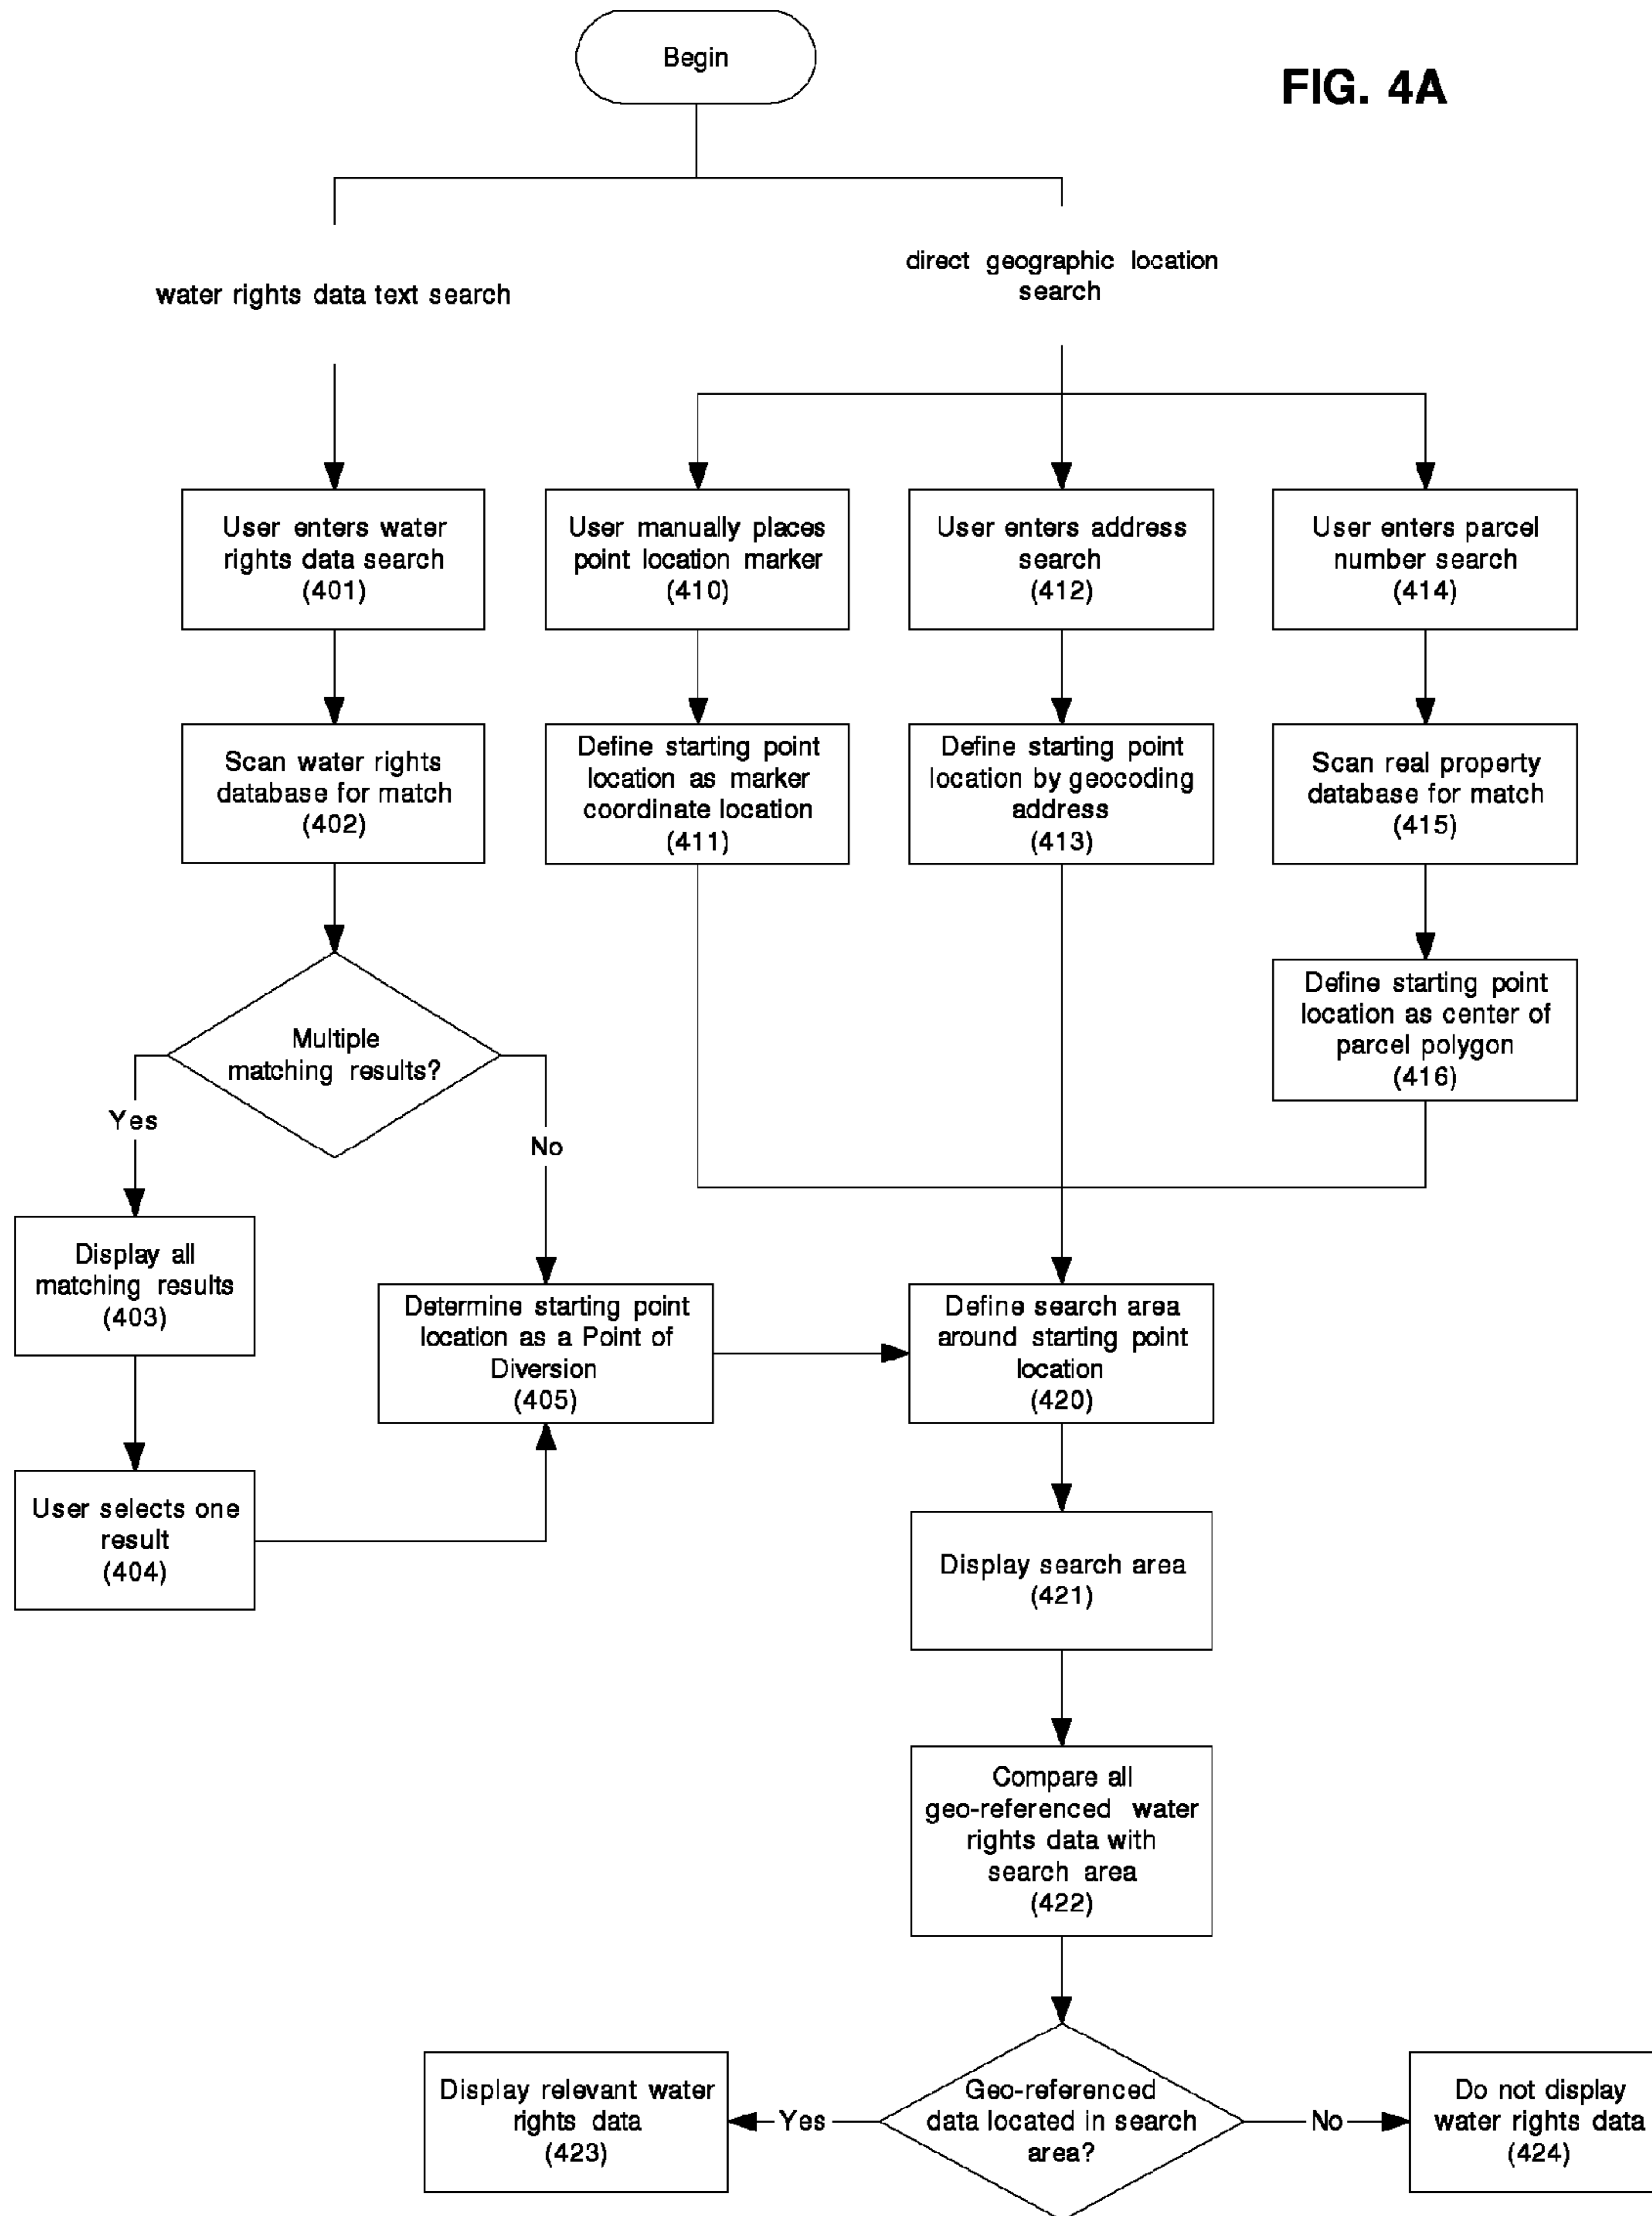 Begin
FIG. 4A
water rights data text search
direct geographic location
search
User enters water
rights data search
(401)
User manually places
point location marker
(410)
User enters address
search
(412)
User enters parcel
number search
(414)
Scan water rights
database for match
(402)
Define starting point
location as marker
coordinate location
(411)
Define starting point
location by geocoding
address
(413)
Scan real property
database for match
(415)
Multiple
matching results?
Define starting point
location as center of
parcel polygon
(416)
Yes
No
Display all
matching results
(403)
Determine starting point
location as a Point of
Diversion
(405)
Define search area
around starting point
location
(420)
User selects one
result
(404)
Display search area
(421)
Compare all
geo-referenced water
rights data with
search area
(422)
Display relevant water
rights data
(423)
Yes
Geo-referenced
data located in search
area?
No
Do not display
water rights data
(424)